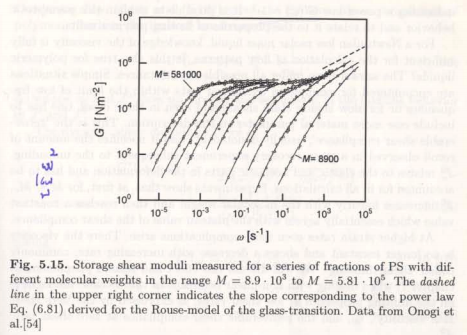 10⁸
10⁶
10⁴
10²
10⁰
G' [Nm⁻²]
M= 581000
M= 8900
10⁻⁵ 10⁻³ 10⁻¹ 10¹ 10³ 10⁵
ω [s⁻¹]
Fig. 5.15. Storage shear moduli measured for a series of fractions of PS with dif-
ferent molecular weights in the range M = 8.9 · 10³ to M = 5.81 · 10⁵. The dashed
line in the upper right corner indicates the slope corresponding to the power law
Eq. (6.81) derived for the Rouse-model of the glass-transition. Data from Onogi et
al.[54]